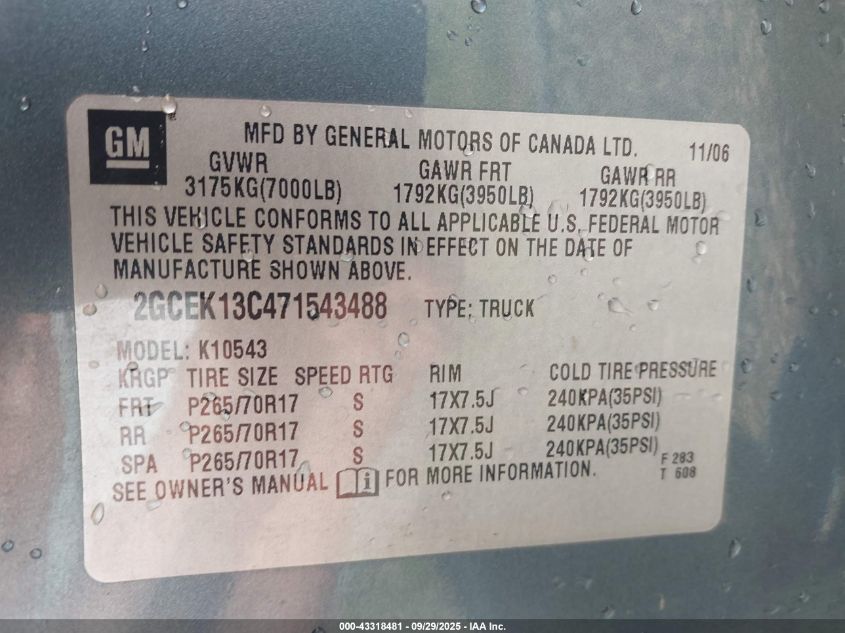 GM
MFD BY GENERAL MOTORS OF CANADA LTD. 11/06
GVWR GAWR FRT GAWR RR
3175KG(7000LB) 1792KG(3950LB) 1792KG(3950LB)
THIS VEHICLE CONFORMS TO ALL APPLICABLE U.S. FEDERAL MOTOR
VEHICLE SAFETY STANDARDS IN EFFECT ON THE DATE OF
MANUFACTURE SHOWN ABOVE.
2GCEK13C471543488 TYPE: TRUCK
MODEL: K10543
KRGP TIRE SIZE SPEED RTG RIM COLD TIRE PRESSURE
FRT P265/70R17 S 17X7.5J 240KPA(35PSI)
RR P265/70R17 S 17X7.5J 240KPA(35PSI)
SPA P265/70R17 S 17X7.5J 240KPA(35PSI)
F 283
T 608
SEE OWNER'S MANUAL FOR MORE INFORMATION.
000-43318481 - 09/29/2025 - IAA Inc.